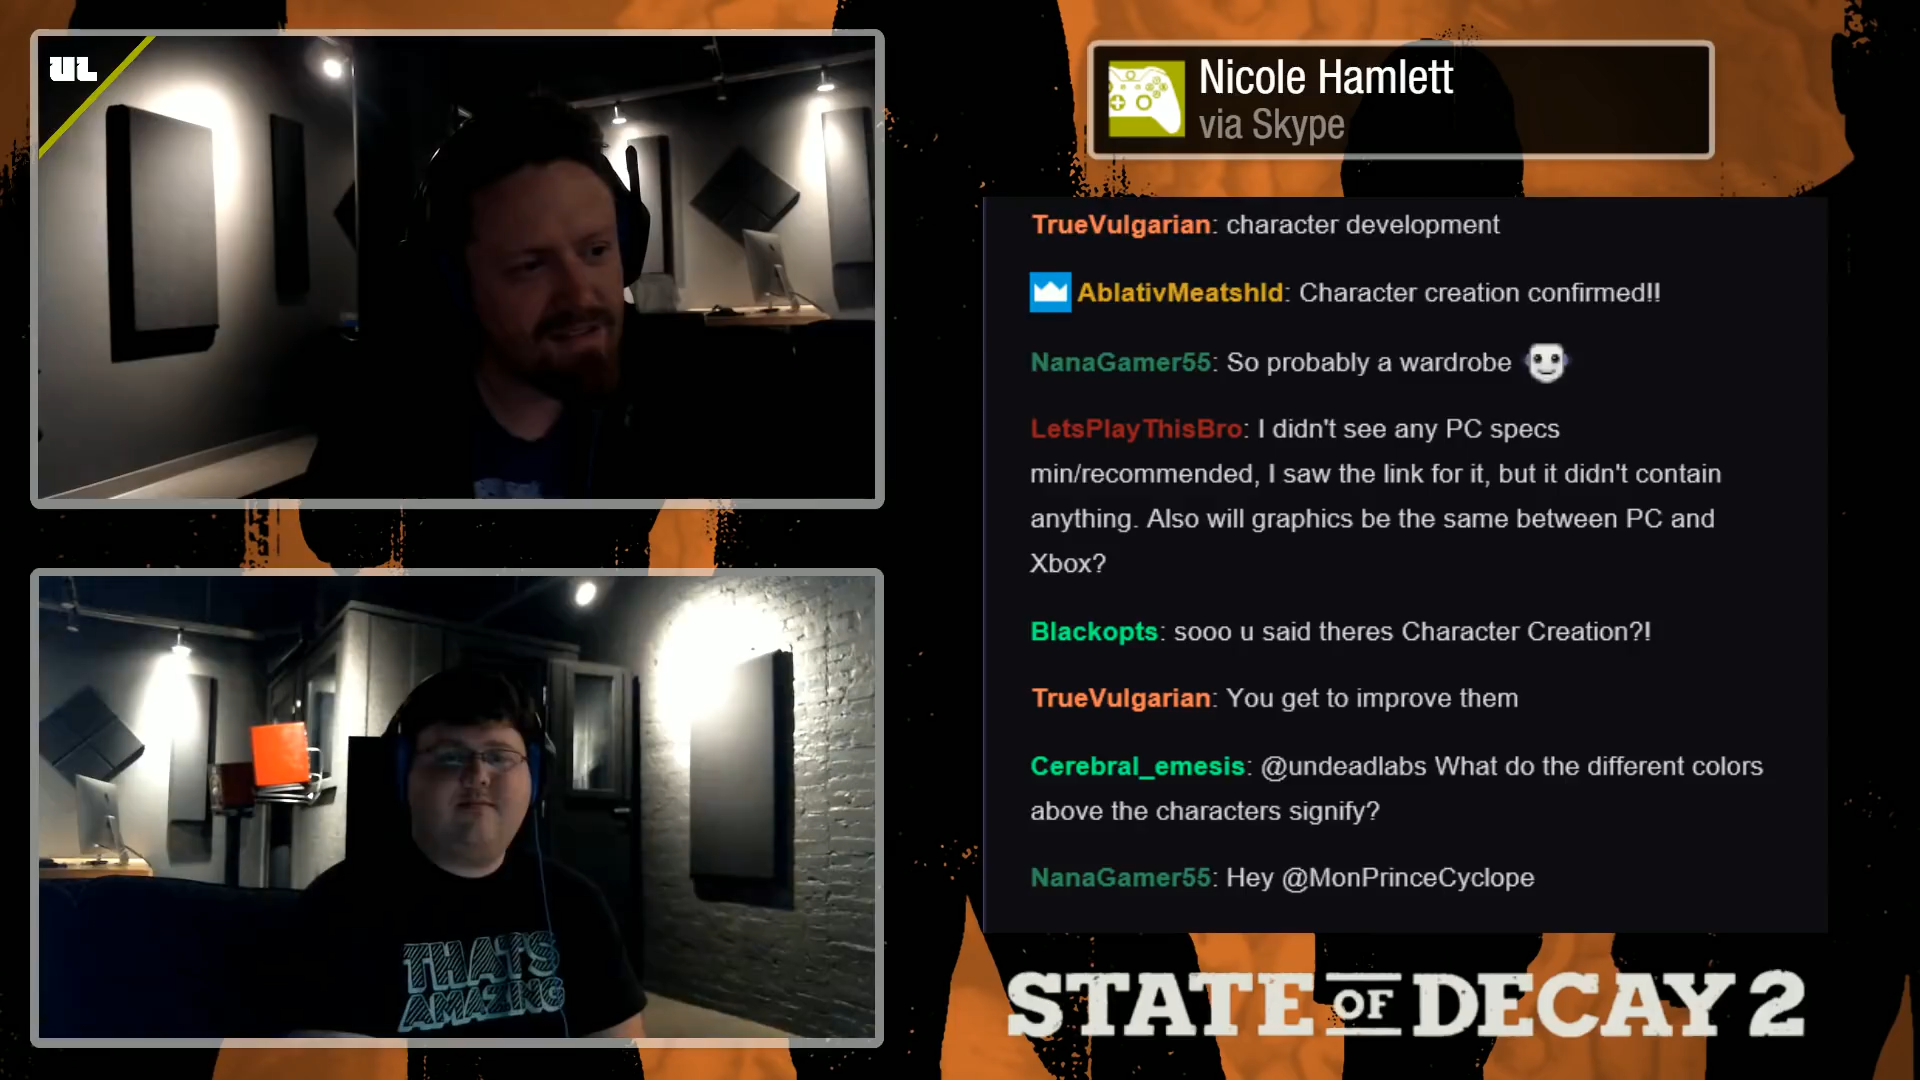 UL
Nicole Hamlett
via Skype
TrueVulgarian: character development
AblativMeatshld: Character creation confirmed!!
NanaGamer55: So probably a wardrobe
LetsPlayThisBro: I didn't see any PC specs
min/recommended, I saw the link for it, but it didn't contain
anything. Also will graphics be the same between PC and
Xbox?
Blackopts: sooo u said theres Character Creation?!
TrueVulgarian: You get to improve them
Cerebral_emesis: @undeadlabs What do the different colors
above the characters signify?
NanaGamer55: Hey @MonPrinceCyclope
THAT'S
AMAZING
STATE OF DECAY 2